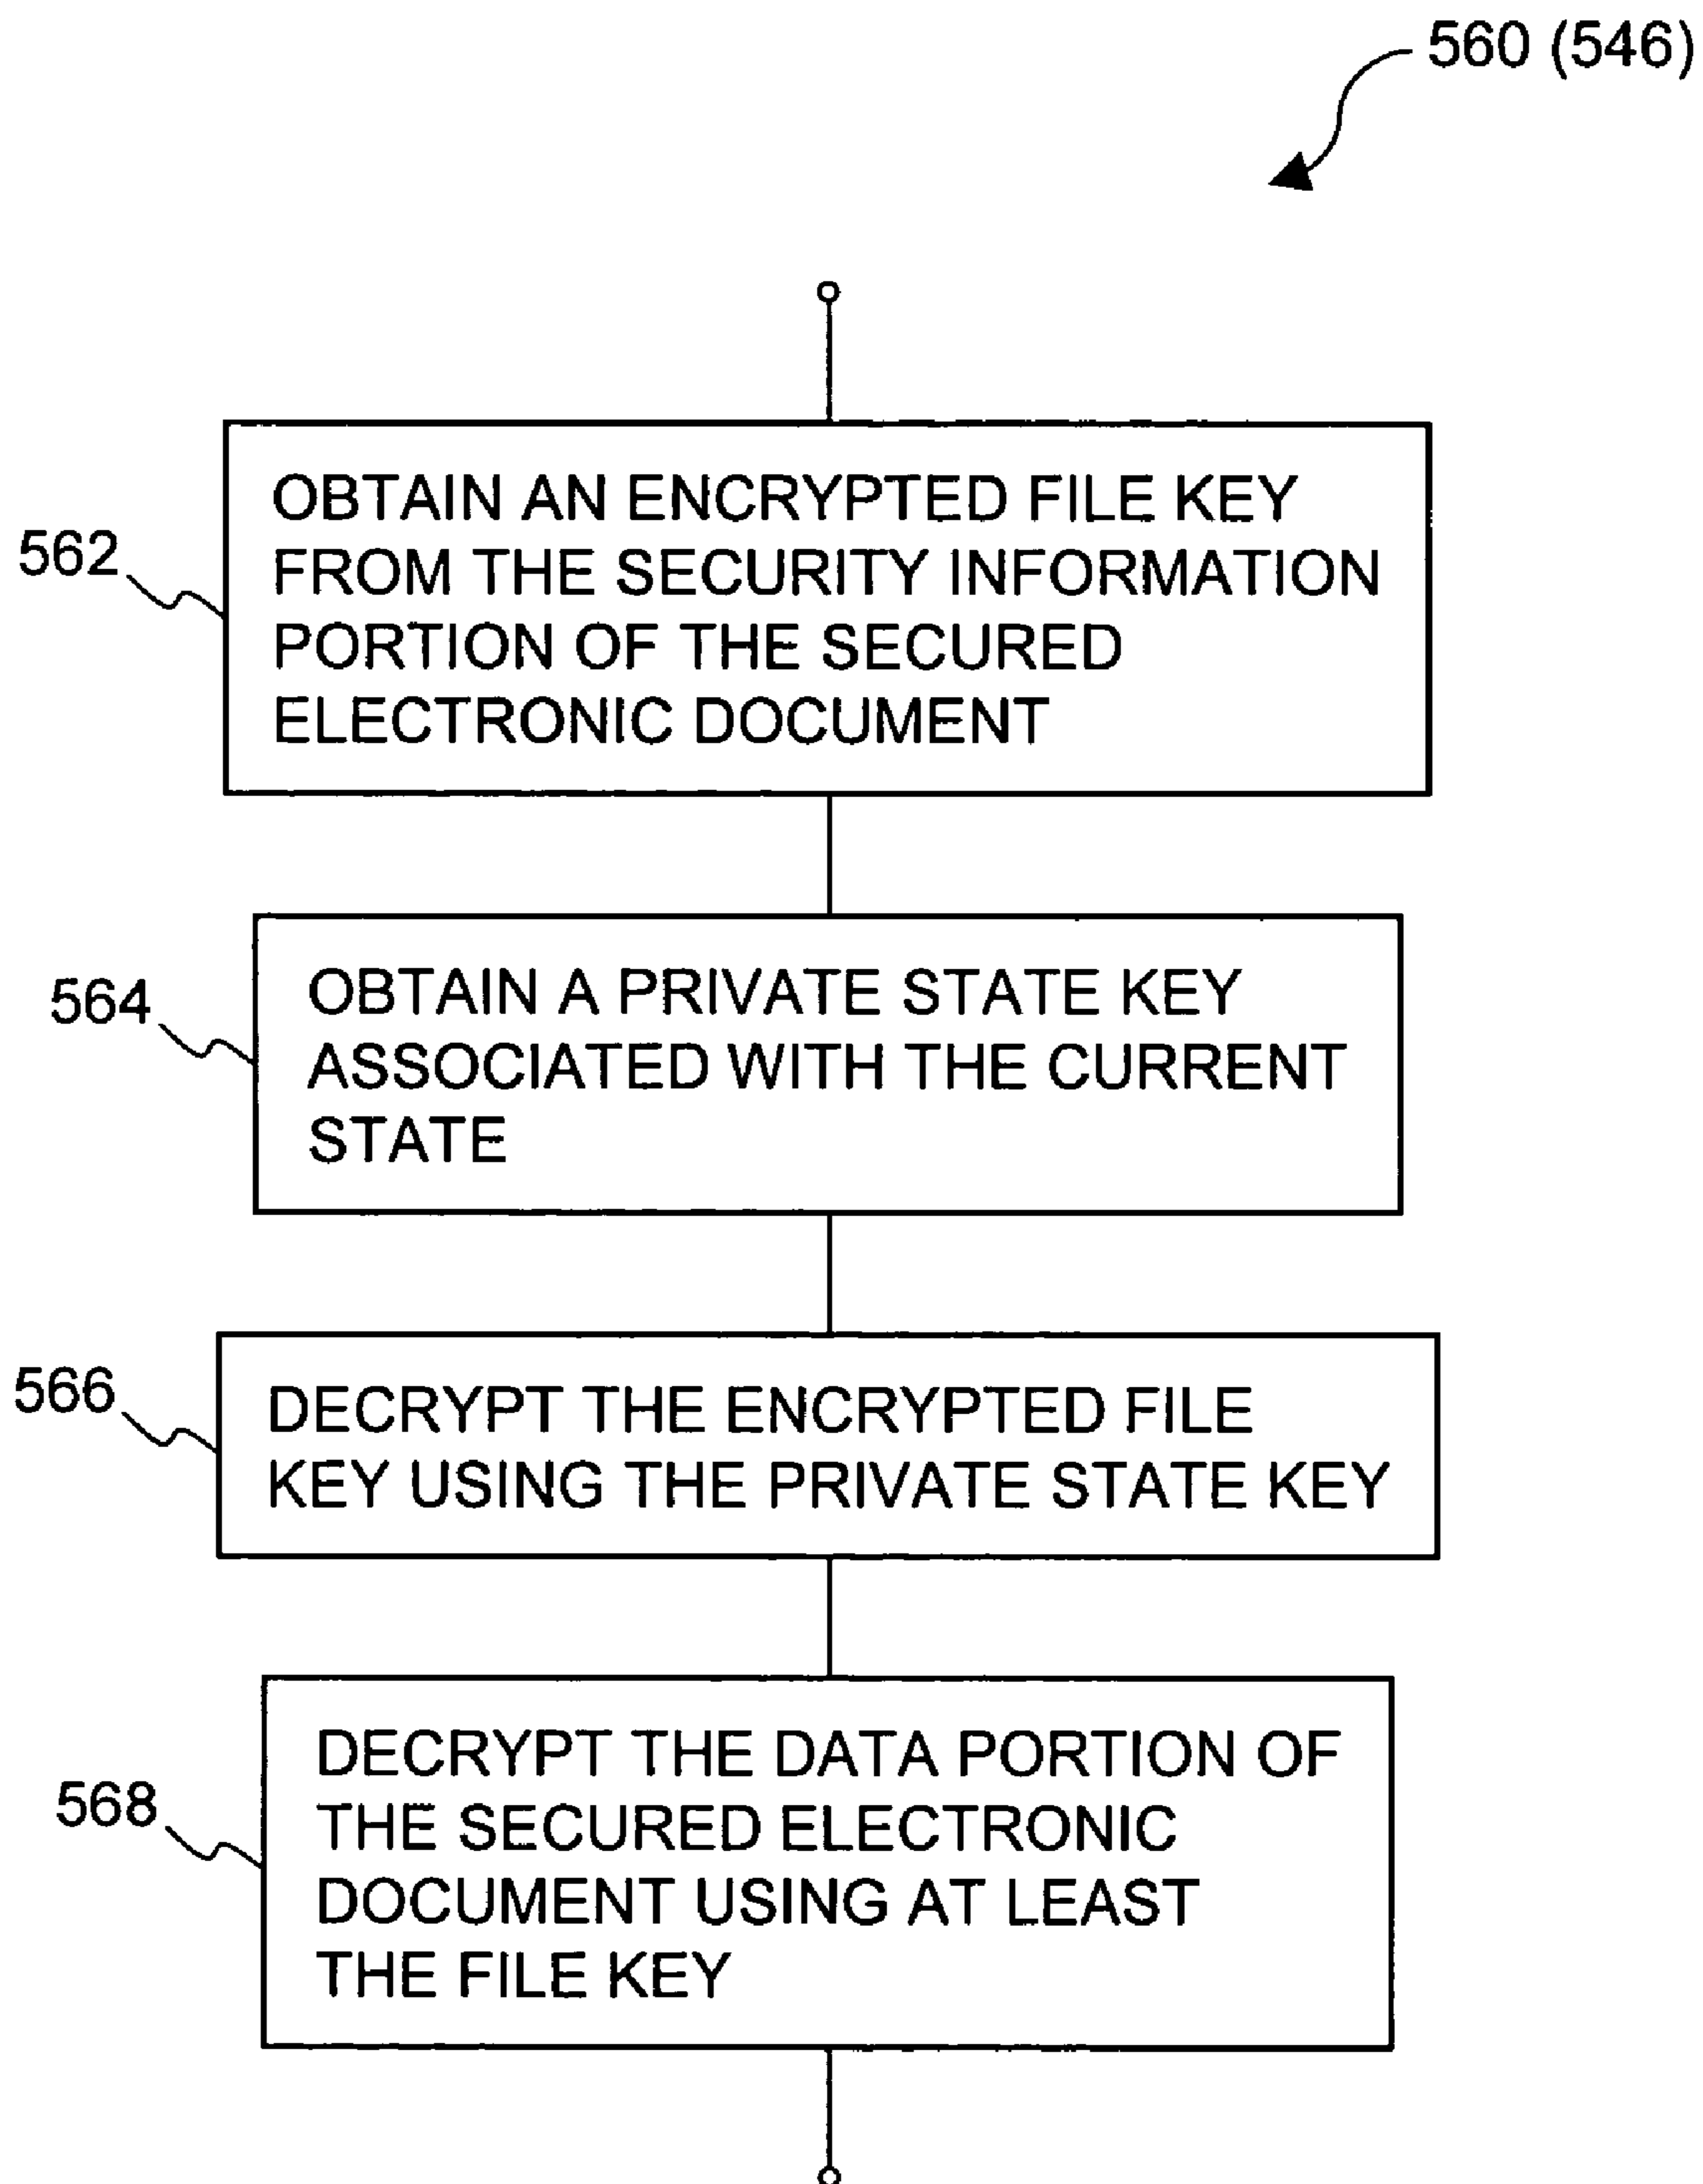 560 (546)
562
OBTAIN AN ENCRYPTED FILE KEY
FROM THE SECURITY INFORMATION
PORTION OF THE SECURED
ELECTRONIC DOCUMENT
564
OBTAIN A PRIVATE STATE KEY
ASSOCIATED WITH THE CURRENT
STATE
566
DECRYPT THE ENCRYPTED FILE
KEY USING THE PRIVATE STATE KEY
568
DECRYPT THE DATA PORTION OF
THE SECURED ELECTRONIC
DOCUMENT USING AT LEAST
THE FILE KEY